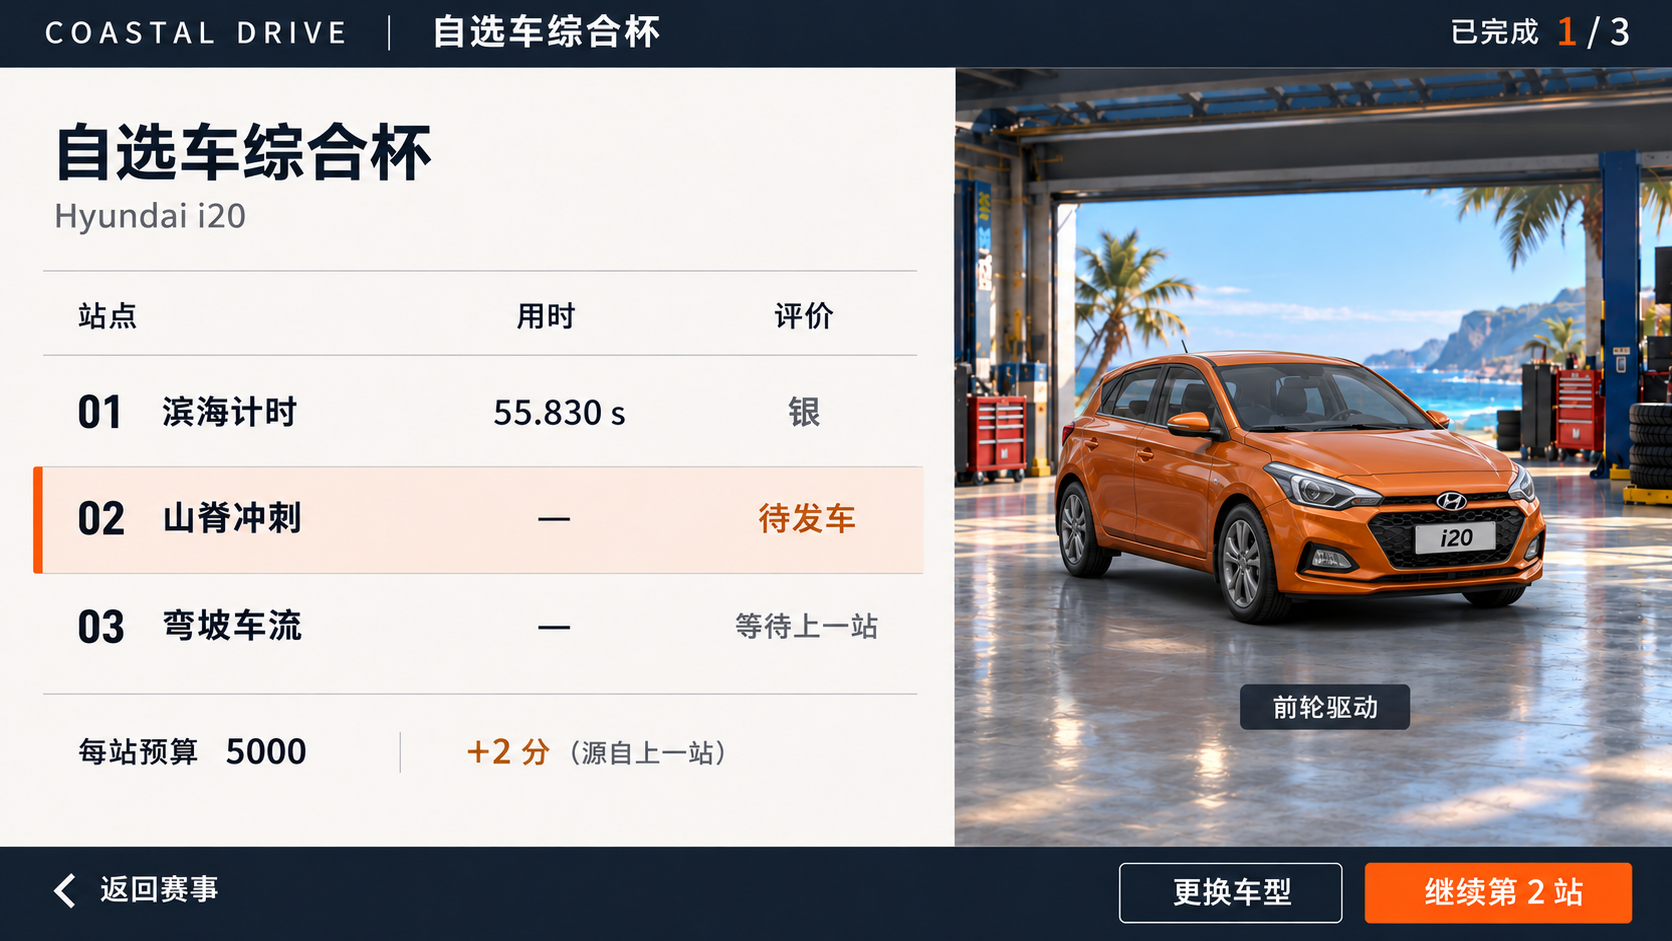 COASTAL DRIVE | 自选车综合杯
已完成 1 / 3
自选车综合杯
Hyundai i20
站点 用时 评价
01 滨海计时 55.830 s 银
02 山脊冲刺 — 待发车
03 弯坡车流 — 等待上一站
每站预算 5000 | +2 分（源自上一站）
i20
前轮驱动
返回赛事
更换车型
继续第 2 站